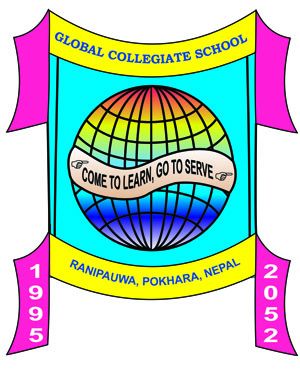 GLOBAL COLLEGIATE SCHOOL
COME TO LEARN, GO TO SERVE
RANIPAUWA, POKHARA, NEPAL
1995
2052